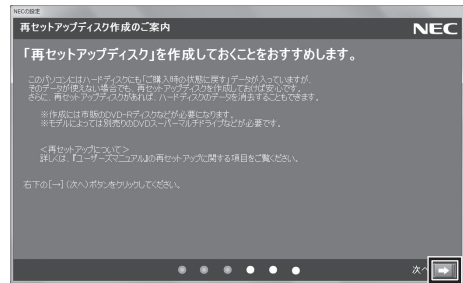 NECの設定
再セットアップディスク作成のご案内
NEC
「再セットアップディスク」を作成しておくことをおすすめします。
このパソコンにはハードディスクにも「ご購入時の状態に戻す」データが入っていますが、
そのデータが使えない場合でも、再セットアップディスクを作成しておけば安心です。
さらに、再セットアップディスクがあれば、ハードディスクのデータを消去することもできます。
※作成には市販のDVD-Rディスクなどが必要になります。
※モデルによっては別売りのDVDスーパーマルチドライブなどが必要です。
<再セットアップについて>
詳しくは、『ユーザーズマニュアル』の再セットアップに関する項目をご覧ください。
右下の[→](次へ)ボタンをクリックしてください。
次へ